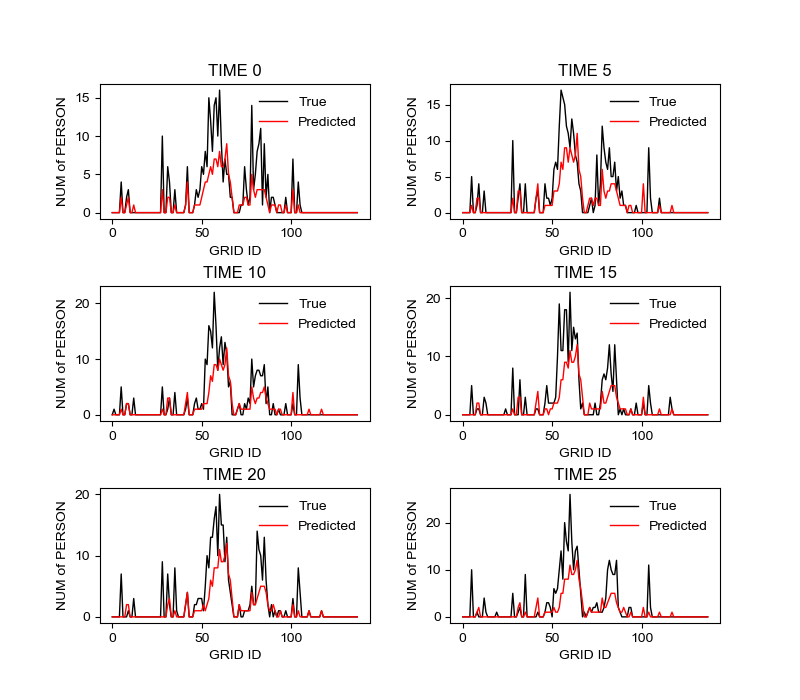 TIME 0
TIME 5
NUM of PERSON
15
10
5
0
True
Predicted
0
50
100
GRID ID
NUM of PERSON
15
10
5
0
True
Predicted
0
50
100
GRID ID
TIME 10
TIME 15
NUM of PERSON
20
10
0
True
Predicted
0
50
100
GRID ID
NUM of PERSON
20
10
0
True
Predicted
0
50
100
GRID ID
TIME 20
TIME 25
NUM of PERSON
20
10
0
True
Predicted
0
50
100
GRID ID
NUM of PERSON
20
10
0
True
Predicted
0
50
100
GRID ID